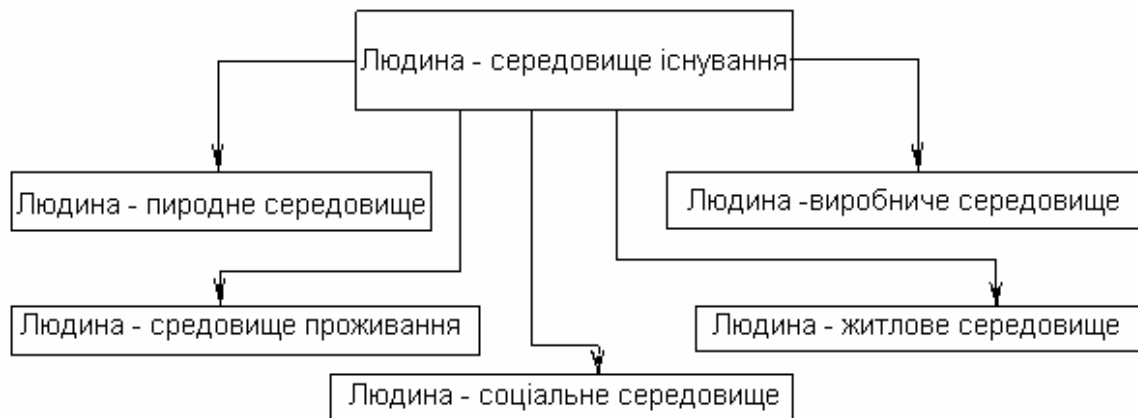 Людина - середовище існування
Людина - пиродне середовище
Людина -виробниче середовище
Людина - средовище проживання
Людина - житлове середовище
Людина - соціальне середовище